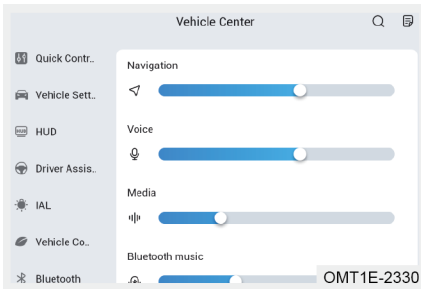 Vehicle Center
Quick Contr..
Vehicle Sett..
HUD
HUD
Driver Assis..
IAL
Vehicle Co..
Bluetooth
Navigation
Voice
Media
Bluetooth music
OMT1E-2330